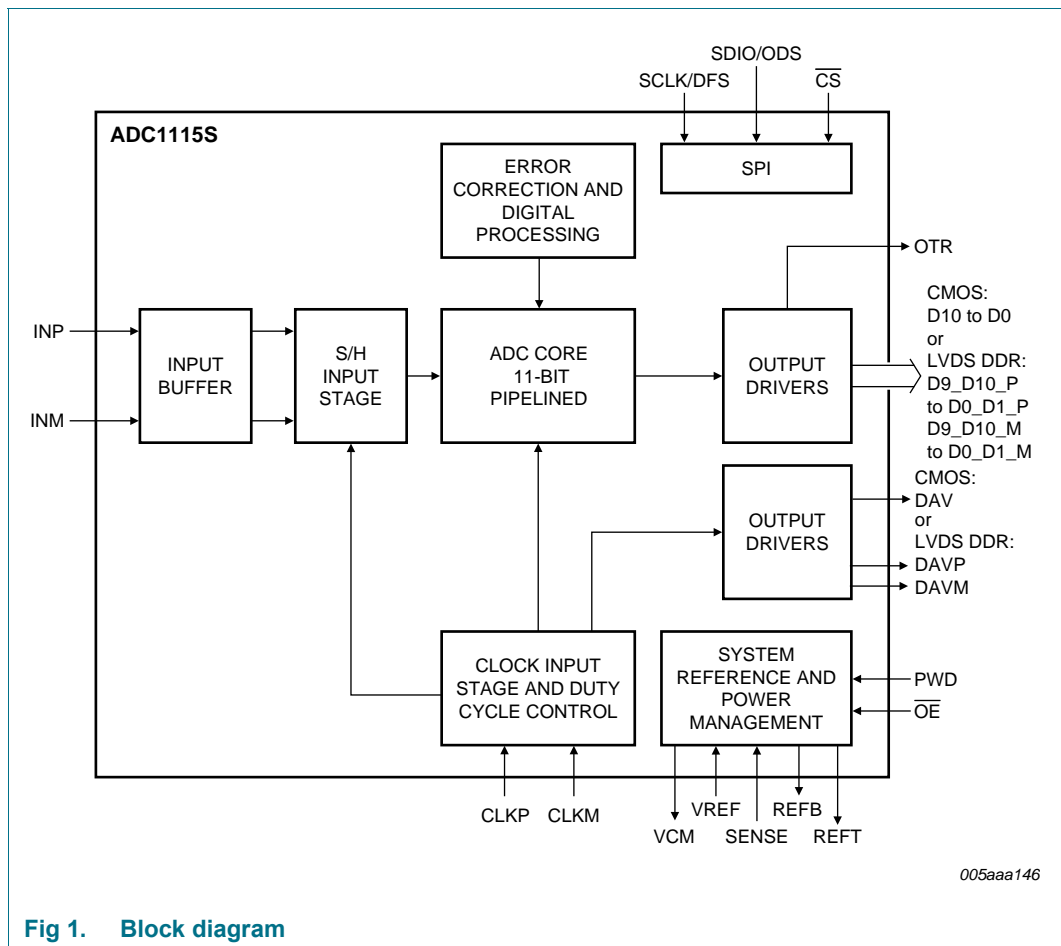 SDIO/ODS
SCLK/DFS
C̅S̅
ADC1115S
ERROR
CORRECTION AND
DIGITAL
PROCESSING
SPI
OTR
INP
INM
INPUT
BUFFER
S/H
INPUT
STAGE
ADC CORE
11-BIT
PIPELINED
OUTPUT
DRIVERS
CMOS:
D10 to D0
or
LVDS DDR:
D9_D10_P
to D0_D1_P
D9_D10_M
to D0_D1_M
OUTPUT
DRIVERS
CMOS:
DAV
or
LVDS DDR:
DAVP
DAVM
CLOCK INPUT
STAGE AND DUTY
CYCLE CONTROL
SYSTEM
REFERENCE AND
POWER
MANAGEMENT
PWD
O̅E̅
CLKP
CLKM
VCM
VREF
SENSE
REFB
REFT
005aaa146
Fig 1. Block diagram